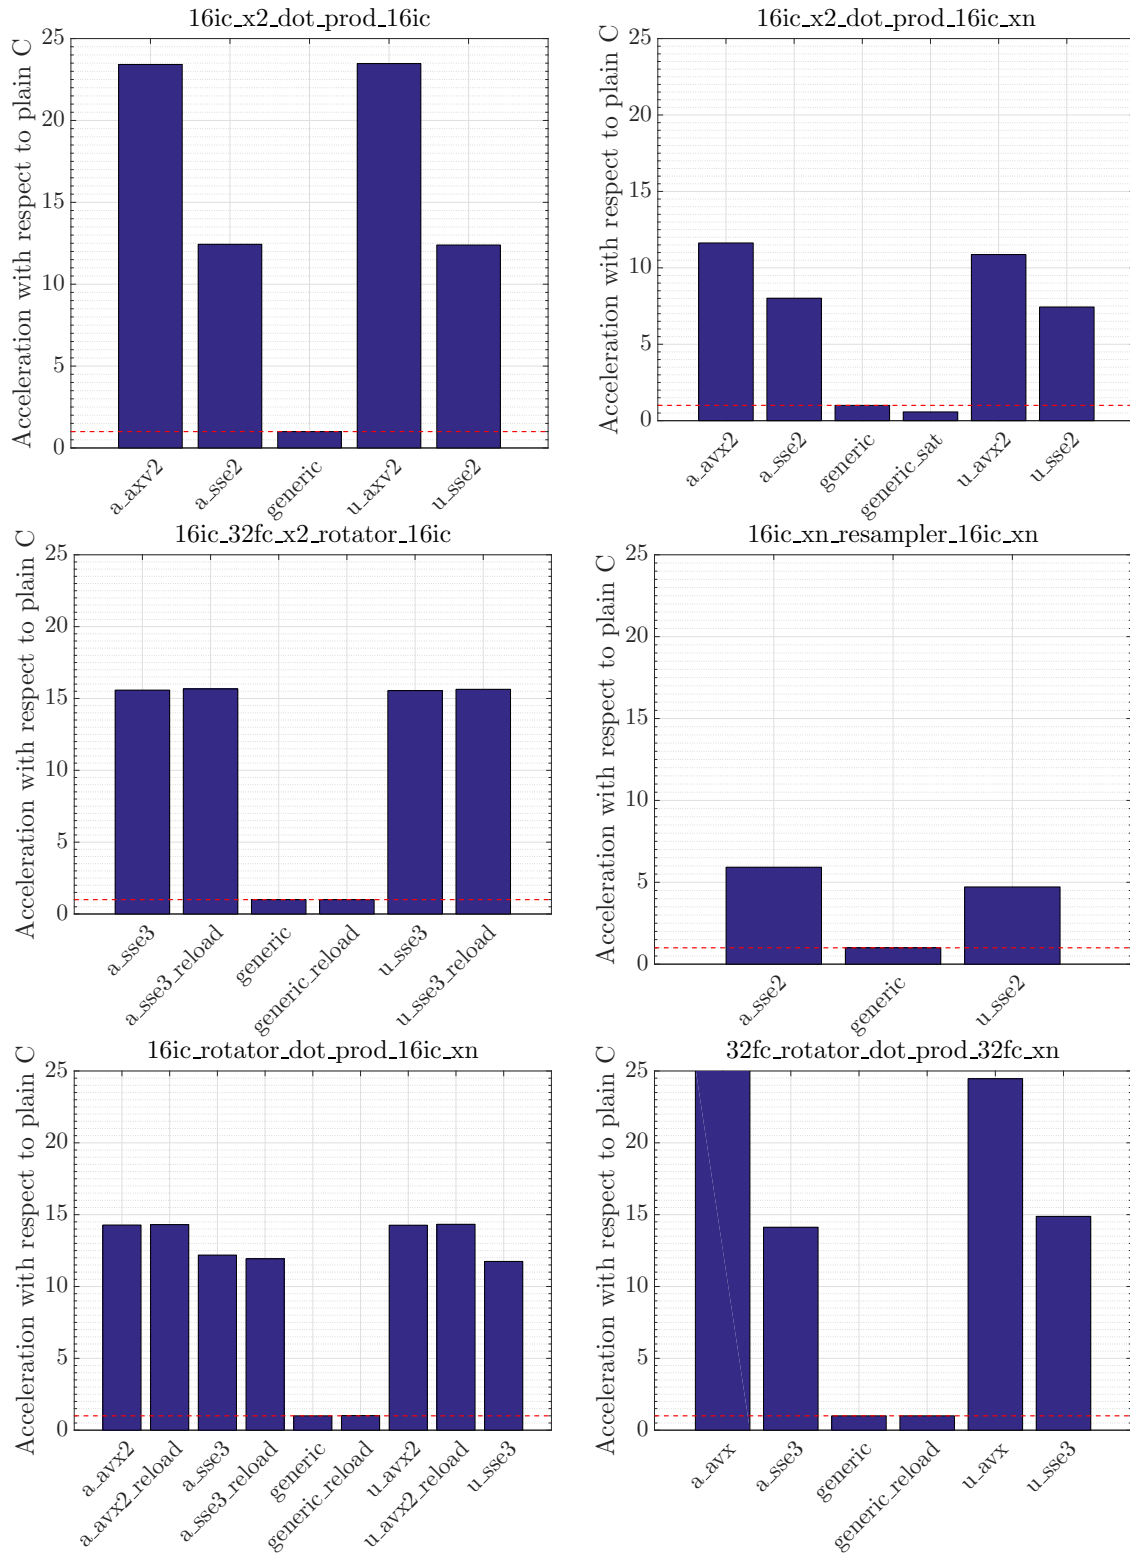 16ic_x2_dot_prod_16ic
Acceleration with respect to plain C
25
20
15
10
5
0
a_axv2
a_sse2
generic
u_axv2
u_sse2
16ic_x2_dot_prod_16ic_xn
Acceleration with respect to plain C
25
20
15
10
5
0
a_avx2
a_sse2
generic
generic_sat
u_avx2
u_sse2
16ic_32fc_x2_rotator_16ic
Acceleration with respect to plain C
25
20
15
10
5
0
a_sse3
a_sse3_reload
generic
generic_reload
u_sse3
u_sse3_reload
16ic_xn_resampler_16ic_xn
Acceleration with respect to plain C
25
20
15
10
5
0
a_sse2
generic
u_sse2
16ic_rotator_dot_prod_16ic_xn
Acceleration with respect to plain C
25
20
15
10
5
0
a_avx2
a_avx2_reload
a_sse3
a_sse3_reload
generic
generic_reload
u_avx2
u_avx2_reload
u_sse3
32fc_rotator_dot_prod_32fc_xn
Acceleration with respect to plain C
25
20
15
10
5
0
a_avx
a_sse3
generic
generic_reload
u_avx
u_sse3